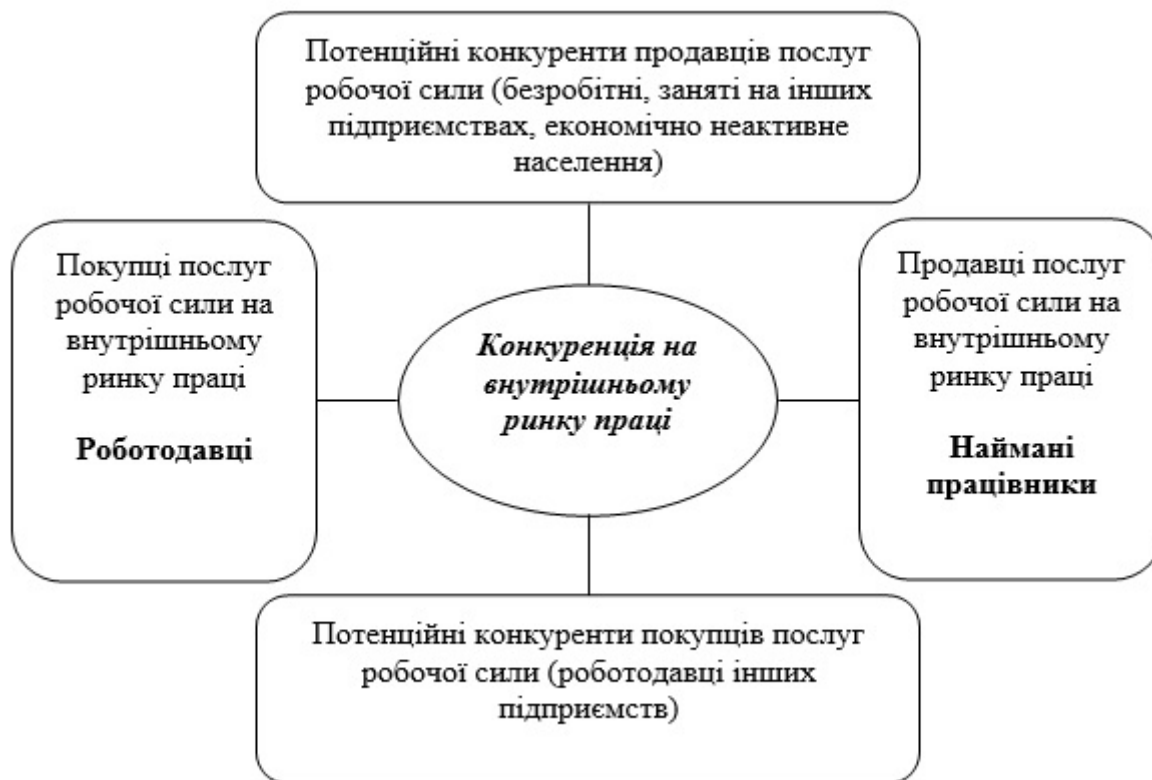 Потенційні конкуренти продавців послуг
робочої сили (безробітні, заняті на інших
підприємствах, економічно неактивне
населення)
Покупці послуг
робочої сили на
внутрішньому
ринку праці
Роботодавці
Конкуренція на
внутрішньому
ринку праці
Продавці послуг
робочої сили на
внутрішньому
ринку праці
Наймані
працівники
Потенційні конкуренти покупців послуг
робочої сили (роботодавці інших
підприємств)